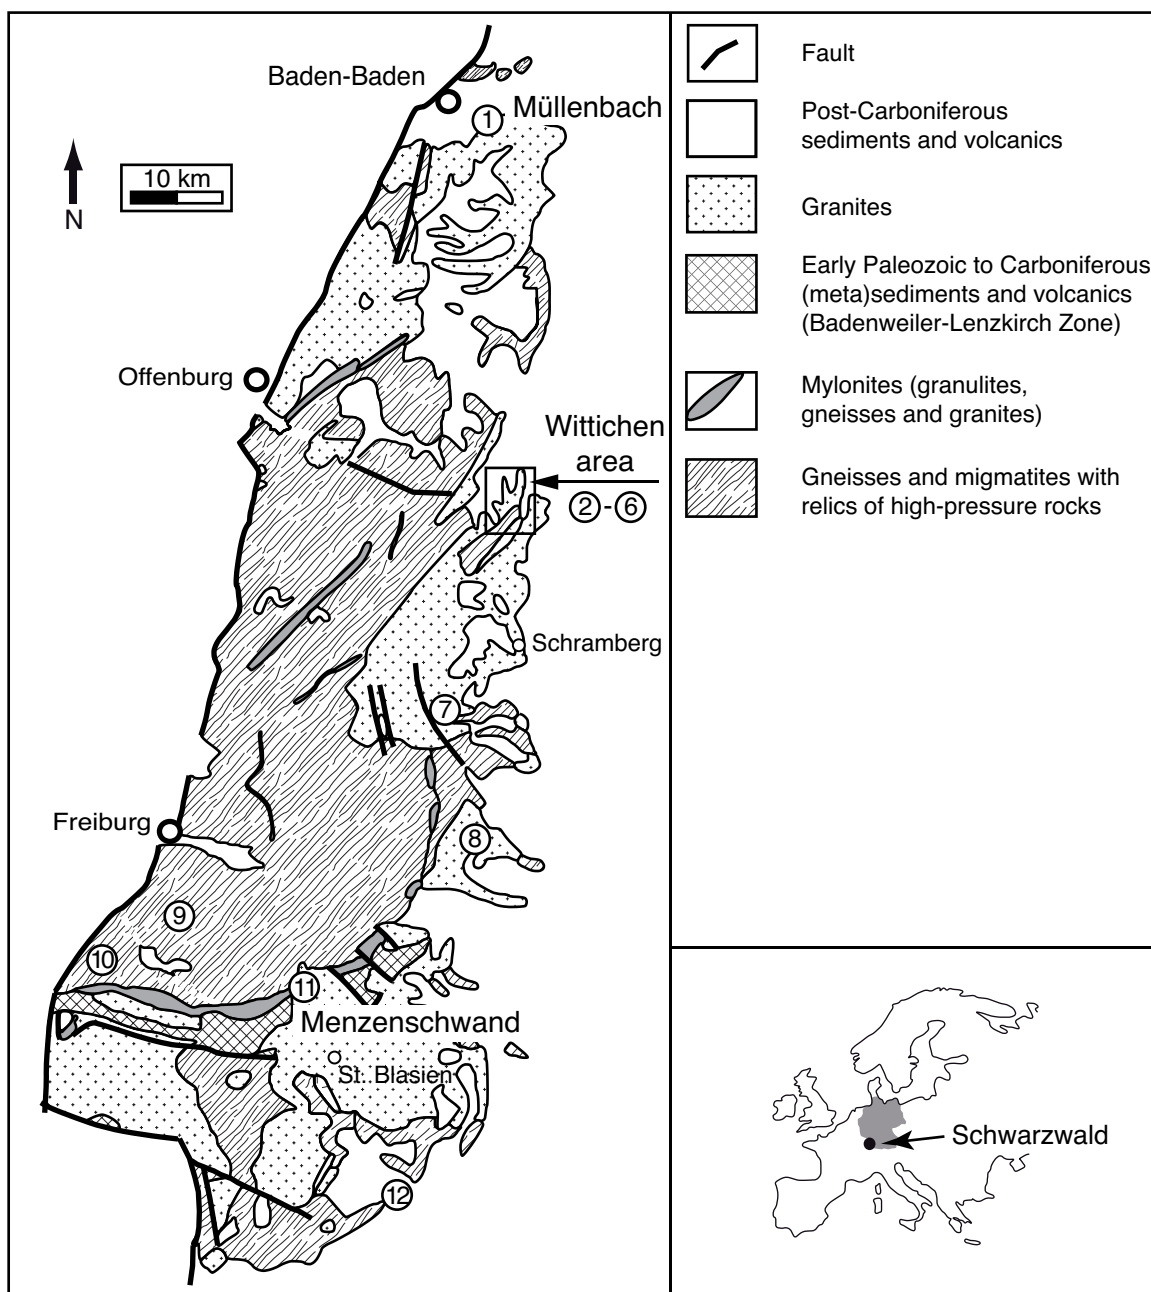 Baden-Baden
Müllenbach
1
10 km
N
Offenburg
Wittichen
area
2 - 6
Schramberg
7
Freiburg
8
9
10
11
Menzenschwand
St. Blasien
12
Fault
Post-Carboniferous
sediments and volcanics
Granites
Early Paleozoic to Carboniferous
(meta)sediments and volcanics
(Badenweiler-Lenzkirch Zone)
Mylonites (granulites,
gneisses and granites)
Gneisses and migmatites with
relics of high-pressure rocks
Schwarzwald